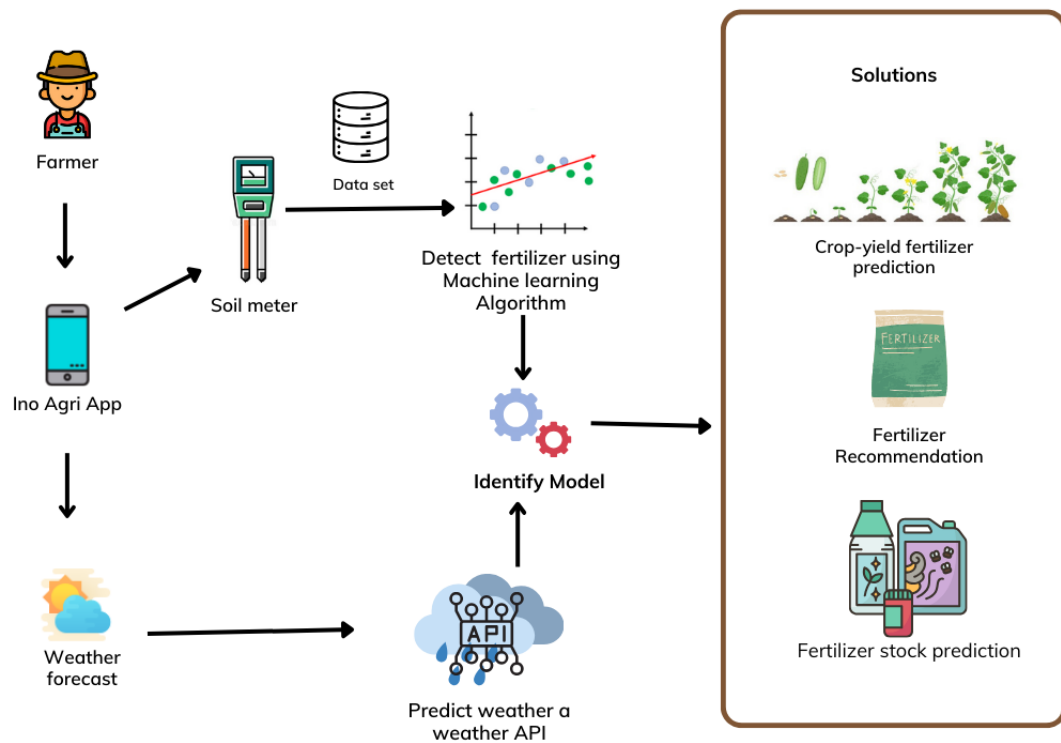 Farmer
Data set
Soil meter
Detect fertilizer using
Machine learning
Algorithm
Ino Agri App
Identify Model
Weather
forecast
API
Predict weather a
weather API
Solutions
Crop-yield fertilizer
prediction
FERTILIZER
Fertilizer
Recommendation
Fertilizer stock prediction